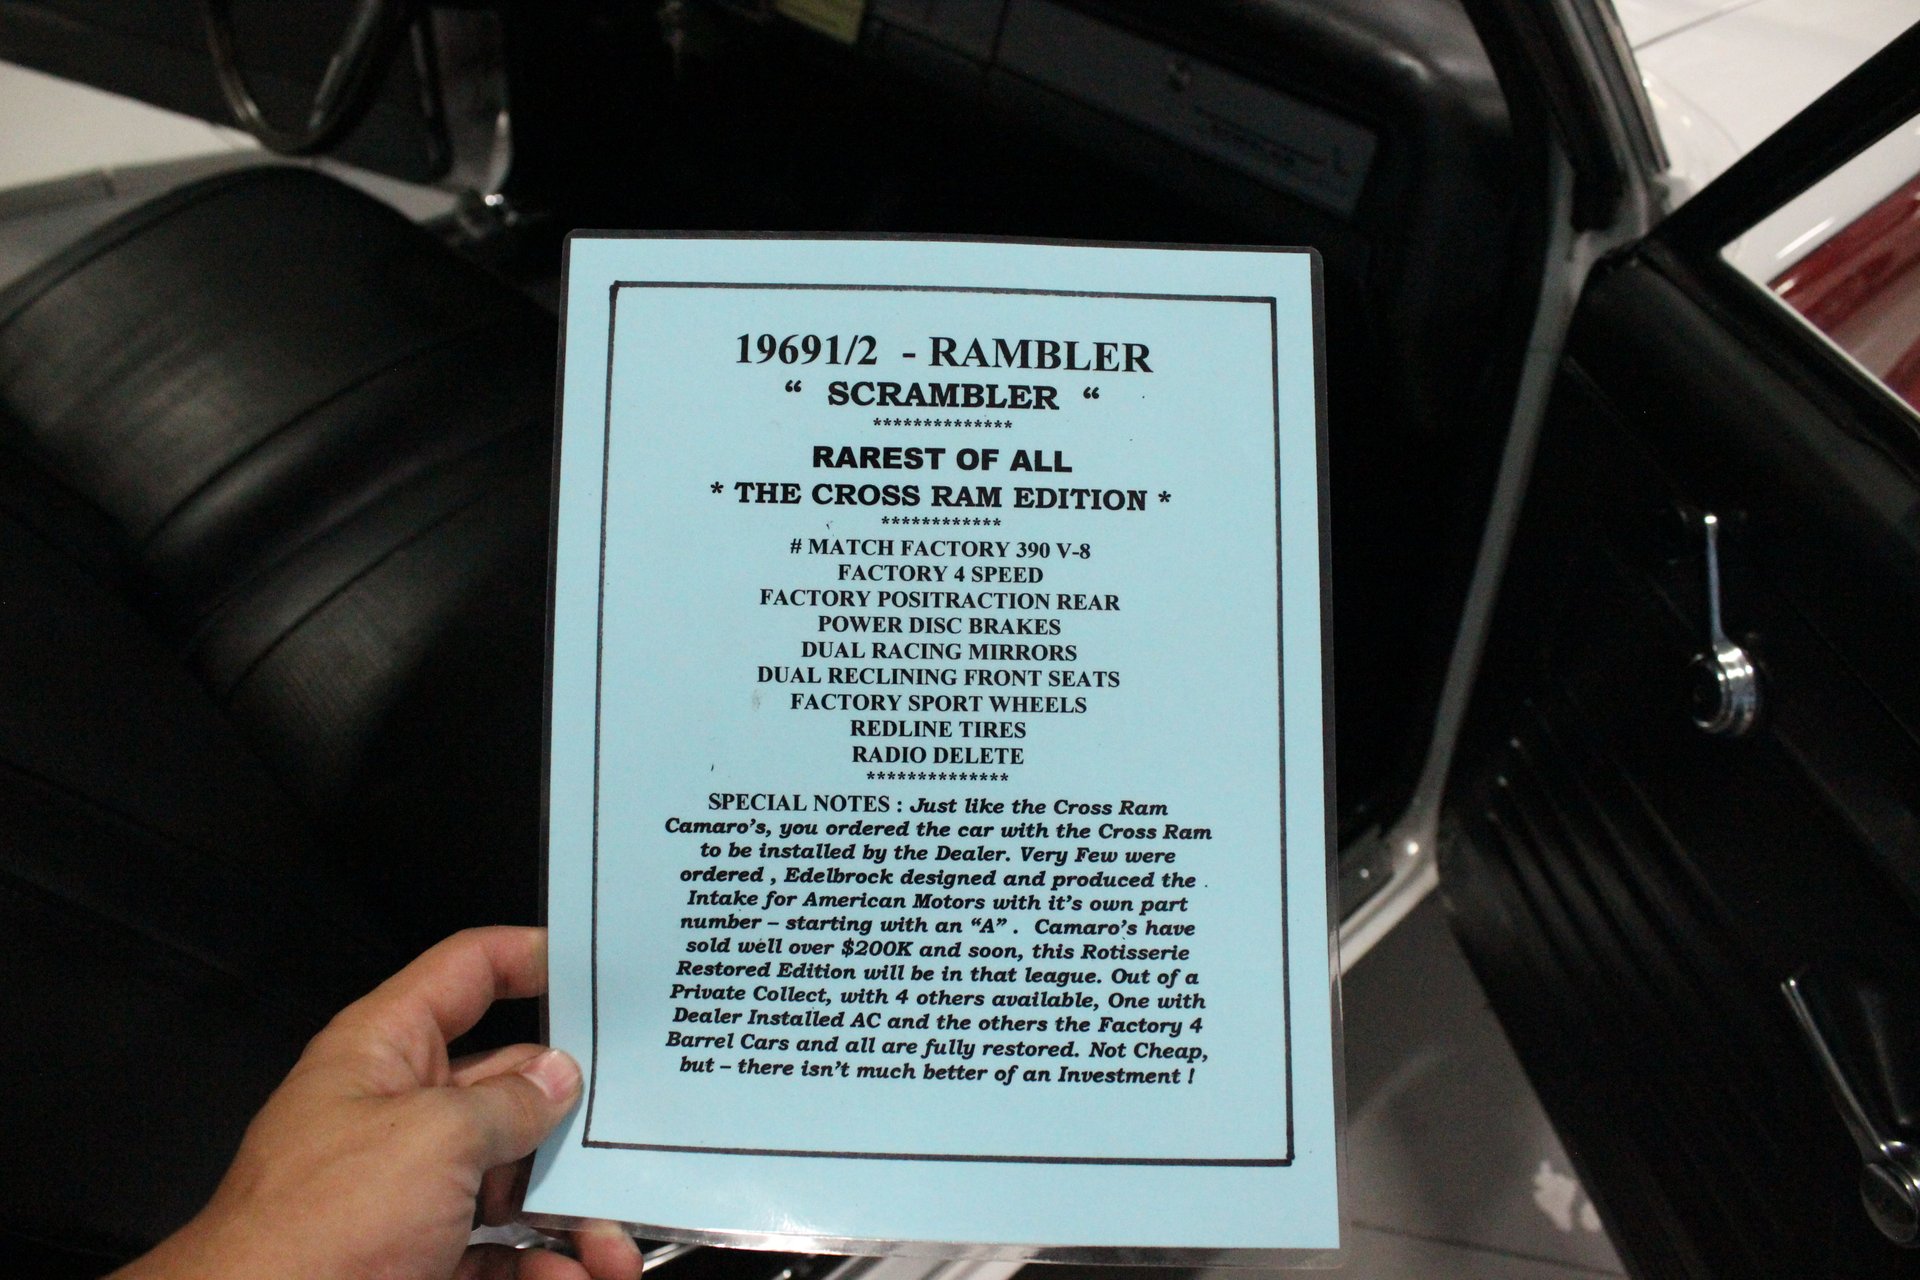 19691/2 - RAMBLER
“ SCRAMBLER “
**************
RAREST OF ALL
* THE CROSS RAM EDITION *
************
# MATCH FACTORY 390 V-8
FACTORY 4 SPEED
FACTORY POSITRACTION REAR
POWER DISC BRAKES
DUAL RACING MIRRORS
DUAL RECLINING FRONT SEATS
FACTORY SPORT WHEELS
REDLINE TIRES
RADIO DELETE
**************
SPECIAL NOTES : Just like the Cross Ram
Camaro's, you ordered the car with the Cross Ram
to be installed by the Dealer. Very Few were
ordered , Edelbrock designed and produced the
Intake for American Motors with it's own part
number – starting with an “A” . Camaro's have
sold well over $200K and soon, this Rotisserie
Restored Edition will be in that league. Out of a
Private Collect, with 4 others available, One with
Dealer Installed AC and the others the Factory 4
Barrel Cars and all are fully restored. Not Cheap,
but – there isn't much better of an Investment !